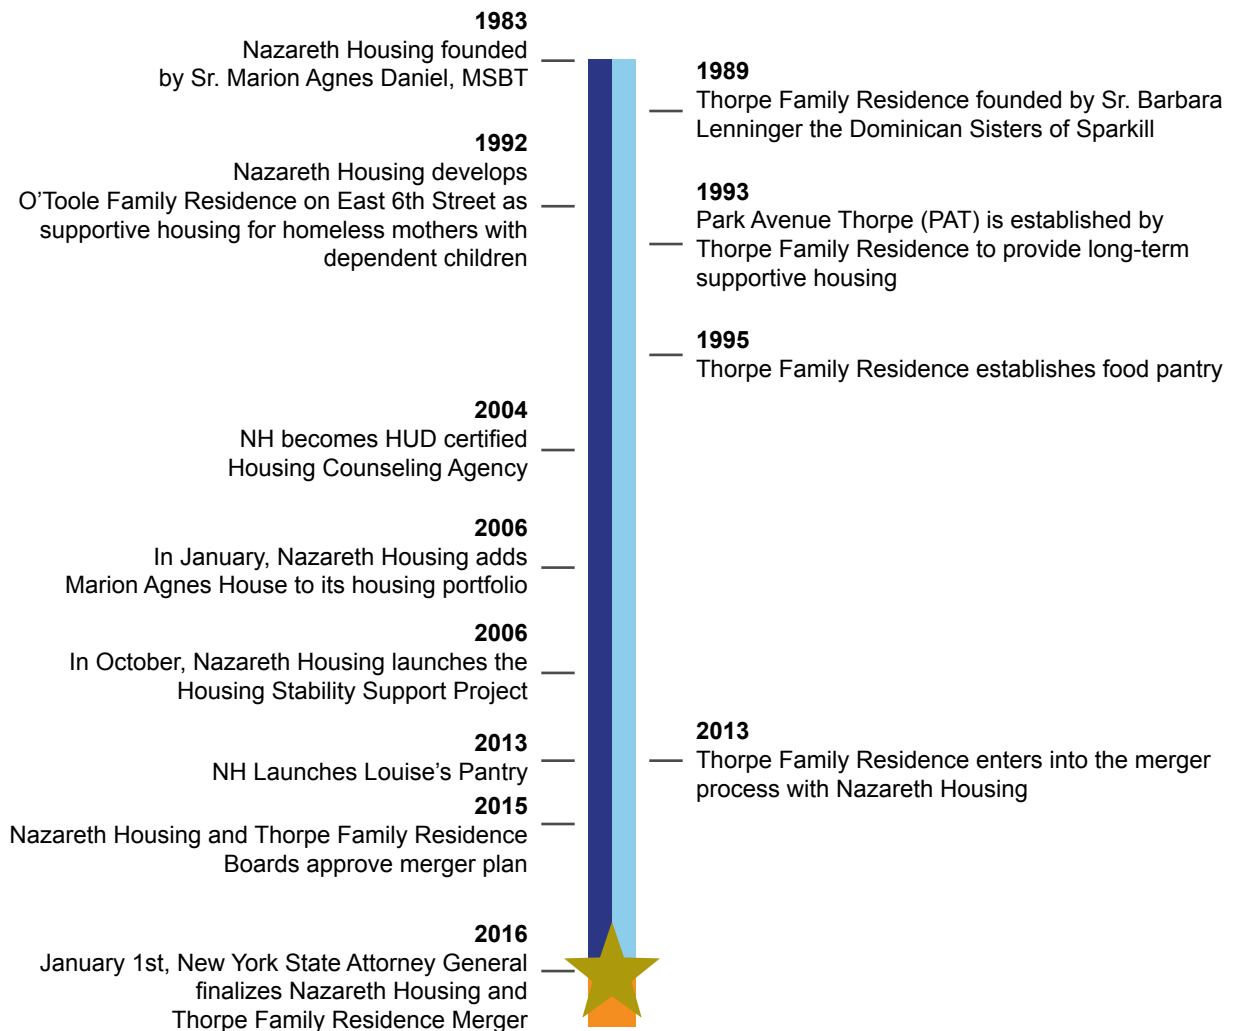 1983
Nazareth Housing founded
by Sr. Marion Agnes Daniel, MSBT
1989
Thorpe Family Residence founded by Sr. Barbara
Lenninger the Dominican Sisters of Sparkill
1992
Nazareth Housing develops
O'Toole Family Residence on East 6th Street as
supportive housing for homeless mothers with
dependent children
1993
Park Avenue Thorpe (PAT) is established by
Thorpe Family Residence to provide long-term
supportive housing
1995
Thorpe Family Residence establishes food pantry
2004
NH becomes HUD certified
Housing Counseling Agency
2006
In January, Nazareth Housing adds
Marion Agnes House to its housing portfolio
2006
In October, Nazareth Housing launches the
Housing Stability Support Project
2013
NH Launches Louise's Pantry
2013
Thorpe Family Residence enters into the merger
process with Nazareth Housing
2015
Nazareth Housing and Thorpe Family Residence
Boards approve merger plan
2016
January 1st, New York State Attorney General
finalizes Nazareth Housing and
Thorpe Family Residence Merger